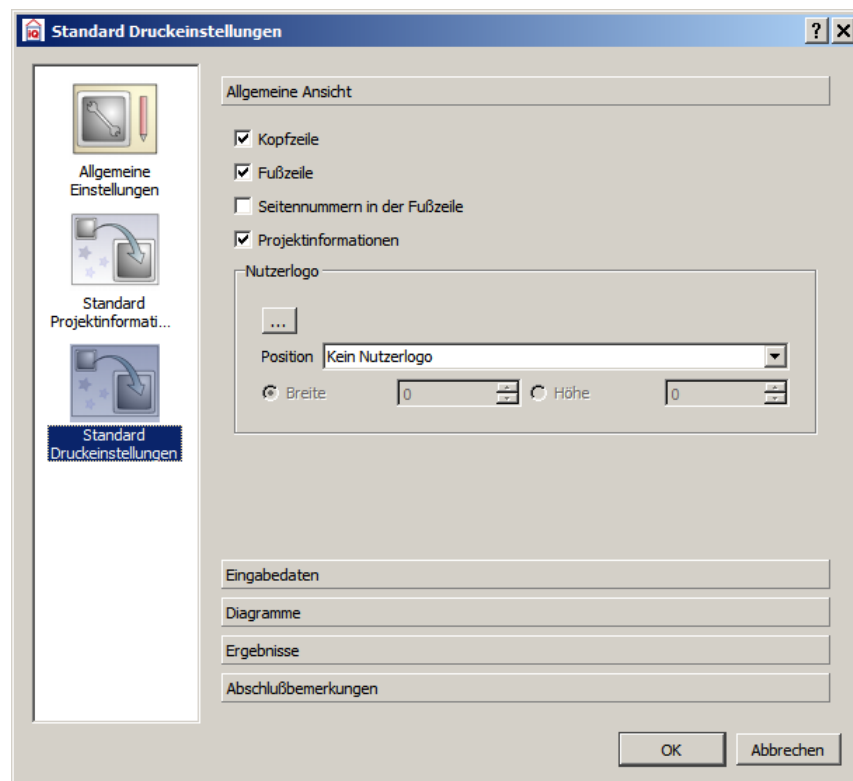 Standard Druckeinstellungen
Allgemeine
Einstellungen
Standard
Projektinformati...
Standard
Druckeinstellungen
Allgemeine Ansicht
Kopfzeile
Fußzeile
Seitennummern in der Fußzeile
Projektinformationen
Nutzerlogo
...
Position Kein Nutzerlogo
Breite 0 Höhe 0
Eingabedaten
Diagramme
Ergebnisse
Abschlußbemerkungen
OK Abbrechen